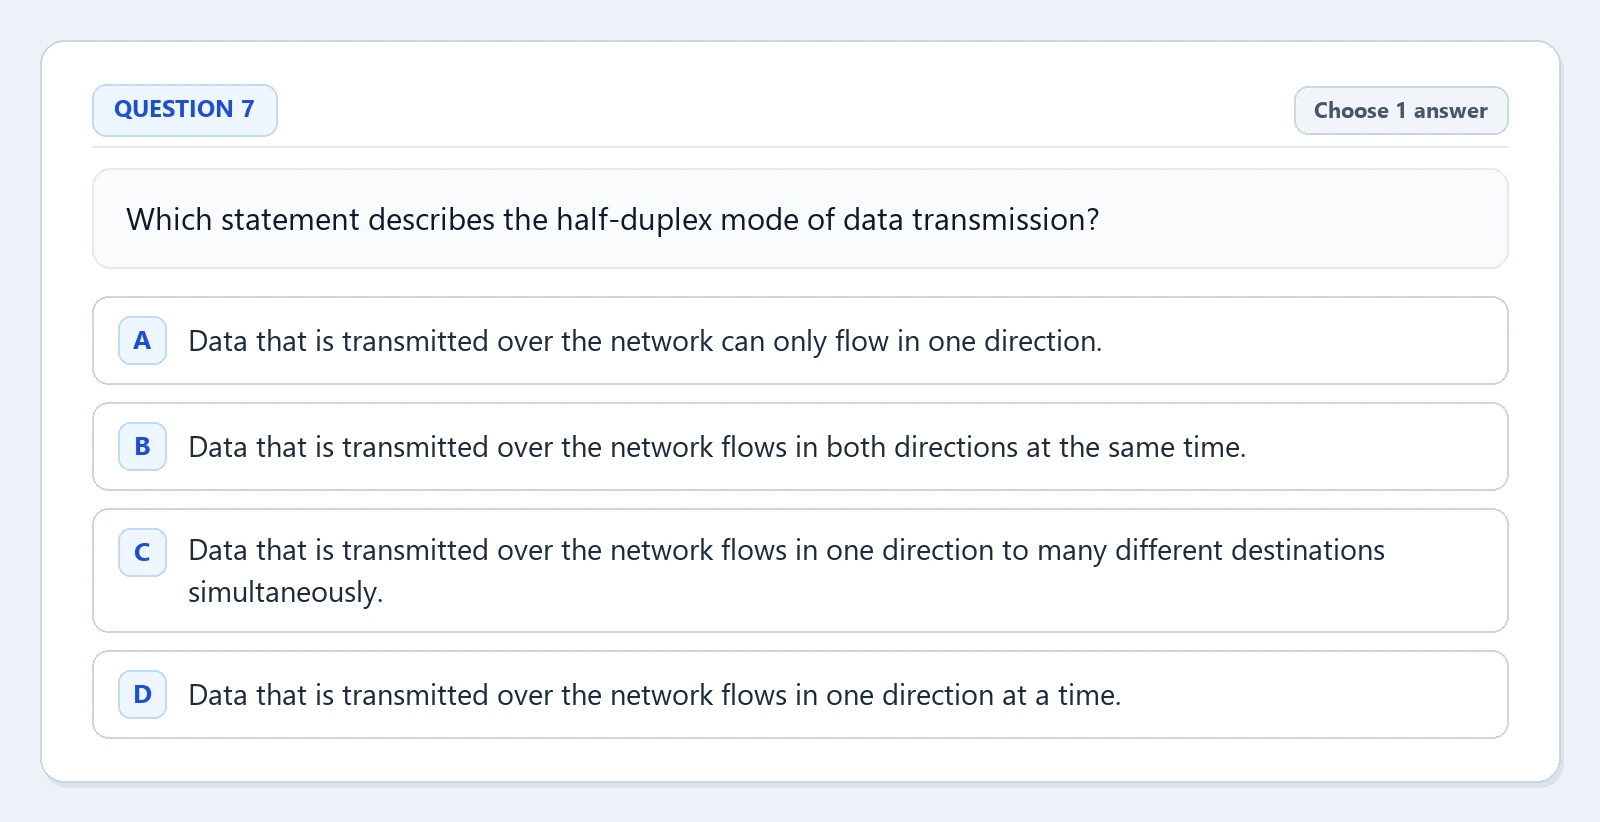 QUESTION 7
Choose 1 answer
Which statement describes the half-duplex mode of data transmission?
A
Data that is transmitted over the network can only flow in one direction.
B
Data that is transmitted over the network flows in both directions at the same time.
C
Data that is transmitted over the network flows in one direction to many different destinations
simultaneously.
D
Data that is transmitted over the network flows in one direction at a time.